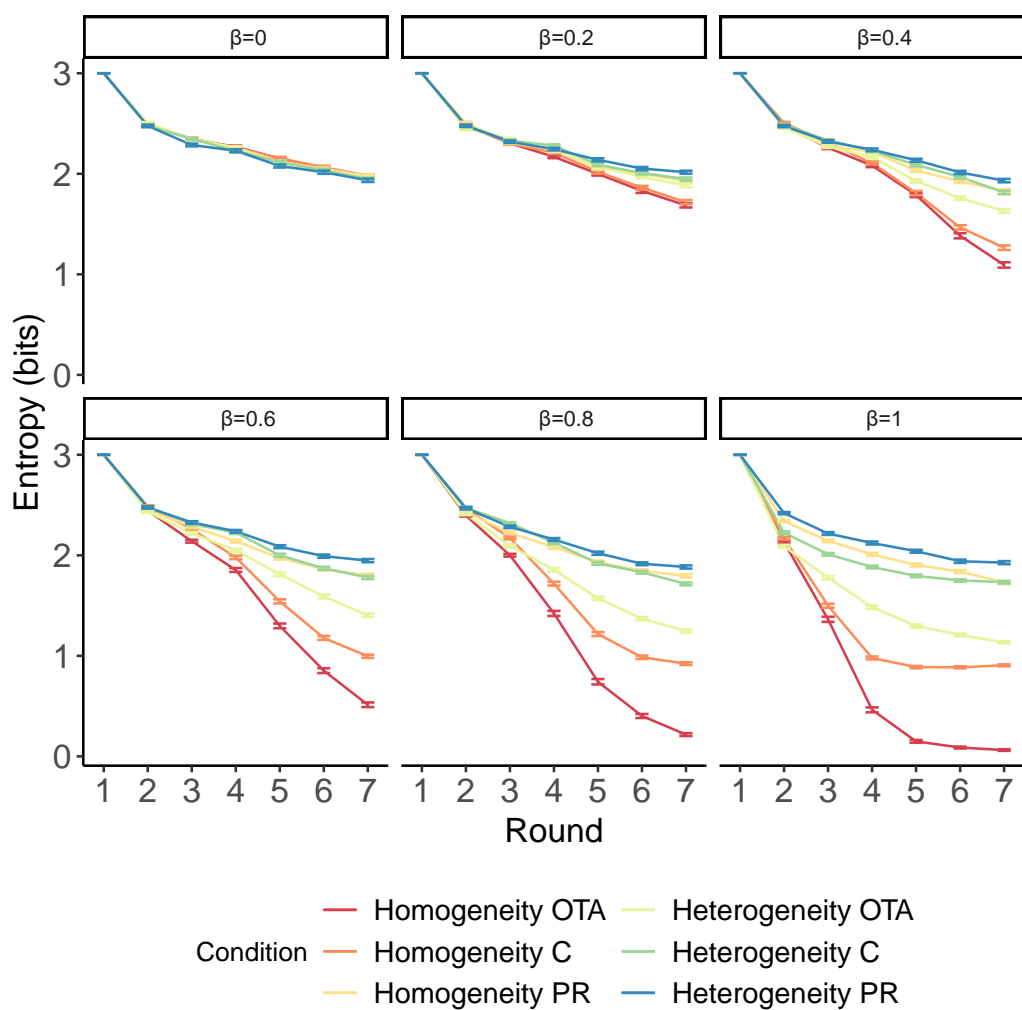 β=0 β=0.2 β=0.4
3
2
1
0
Entropy (bits)
β=0.6 β=0.8 β=1
3
2
1
0
1 2 3 4 5 6 7 1 2 3 4 5 6 7 1 2 3 4 5 6 7
Round
Condition
Homogeneity OTA Heterogeneity OTA
Homogeneity C Heterogeneity C
Homogeneity PR Heterogeneity PR